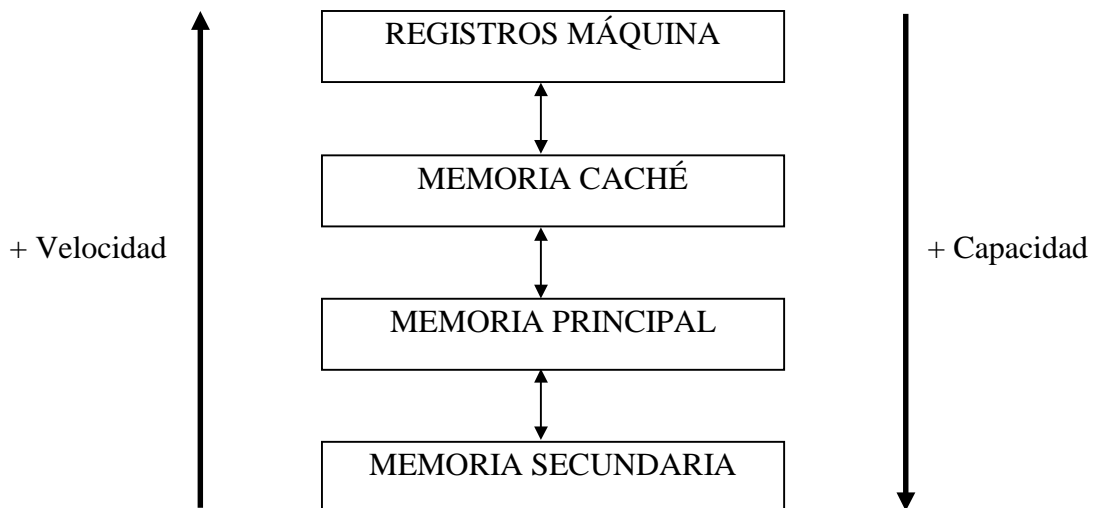 REGISTROS MÁQUINA
MEMORIA CACHÉ
+ Velocidad
+ Capacidad
MEMORIA PRINCIPAL
MEMORIA SECUNDARIA